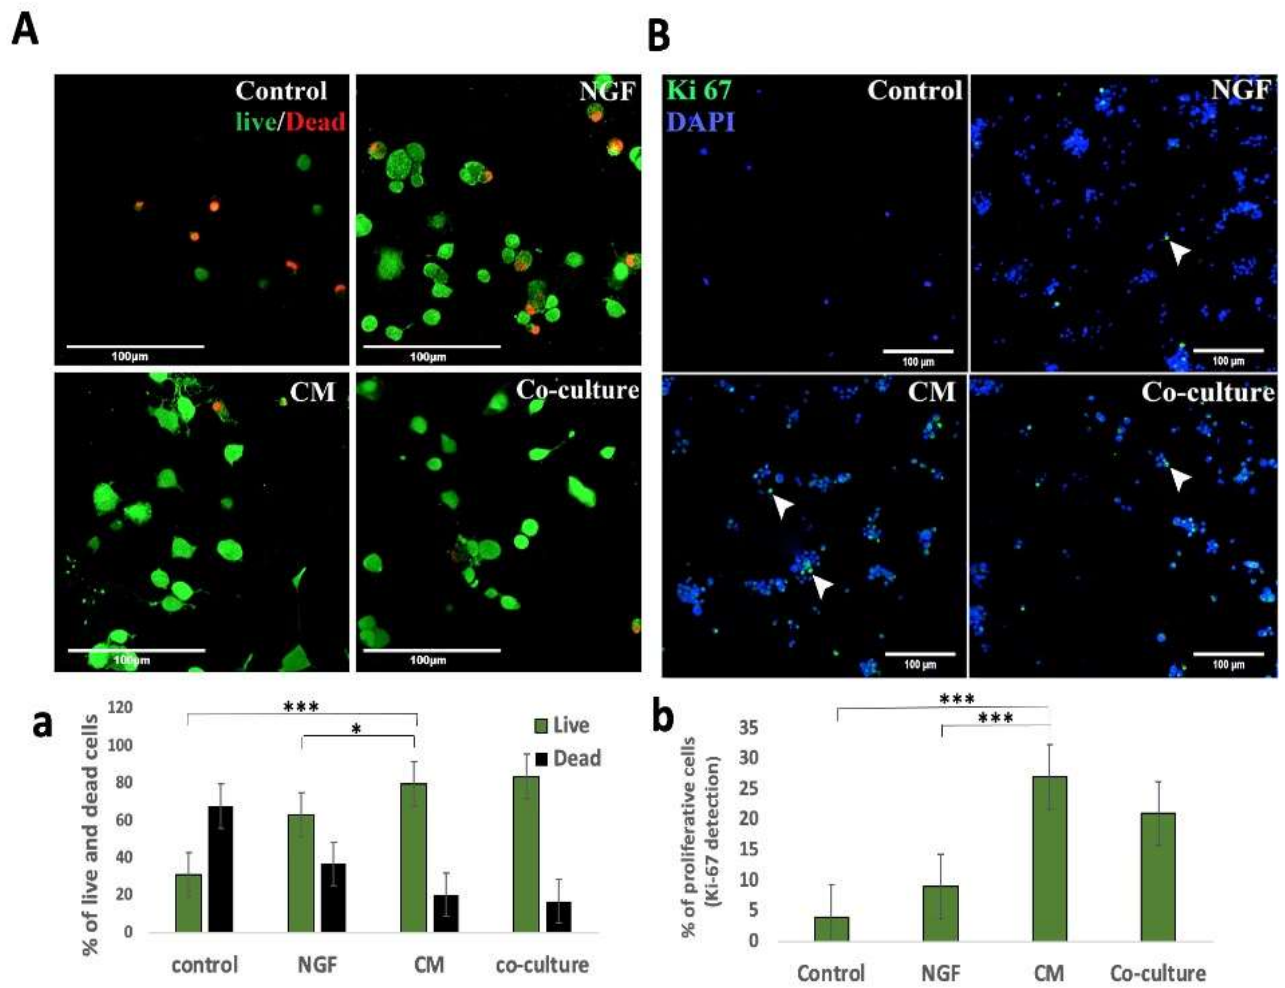 A
B
Control
live/Dead
NGF
100µm
100µm
CM
Co-culture
100µm
100µm
Ki 67
DAPI
Control
NGF
100 µm
100 µm
CM
Co-culture
100 µm
100 µm
a
% of live and dead cells
120
100
80
60
40
20
0
***
*
Live
Dead
control
NGF
CM
co-culture
b
% of proliferative cells
(Ki-67 detection)
35
30
25
20
15
10
5
0
***
***
Control
NGF
CM
Co-culture